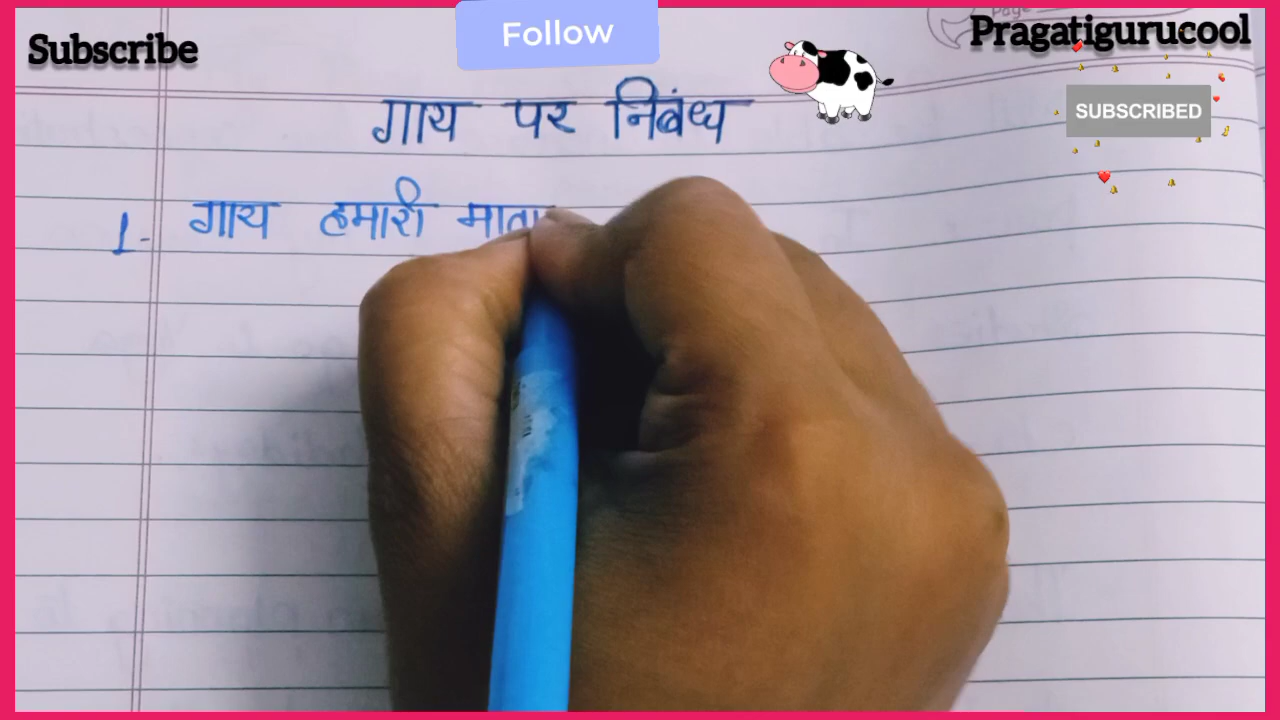 Follow
Subscribe
Pragatigurucool
SUBSCRIBED
गाय पर निबंध
1- गाय हमारी माता